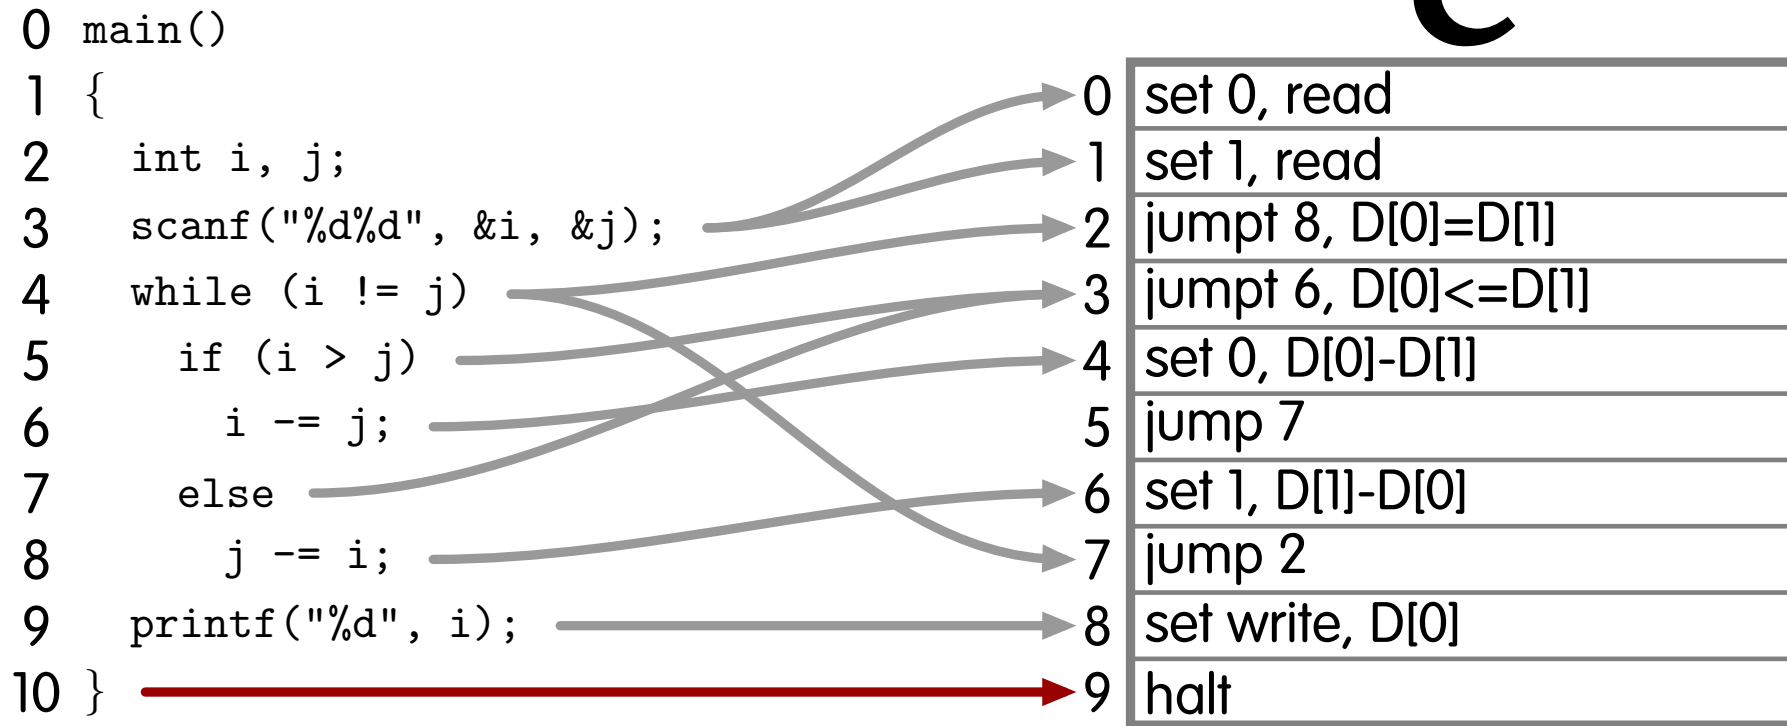 0 main()
1 {
2 int i, j;
3 scanf("%d%d", &i, &j);
4 while (i != j)
5 if (i > j)
6 i -= j;
7 else
8 j -= i;
9 printf("%d", i);
10 }
C
0 set 0, read
1 set 1, read
2 jumpt 8, D[0]=D[1]
3 jumpt 6, D[0]<=D[1]
4 set 0, D[0]-D[1]
5 jump 7
6 set 1, D[1]-D[0]
7 jump 2
8 set write, D[0]
9 halt